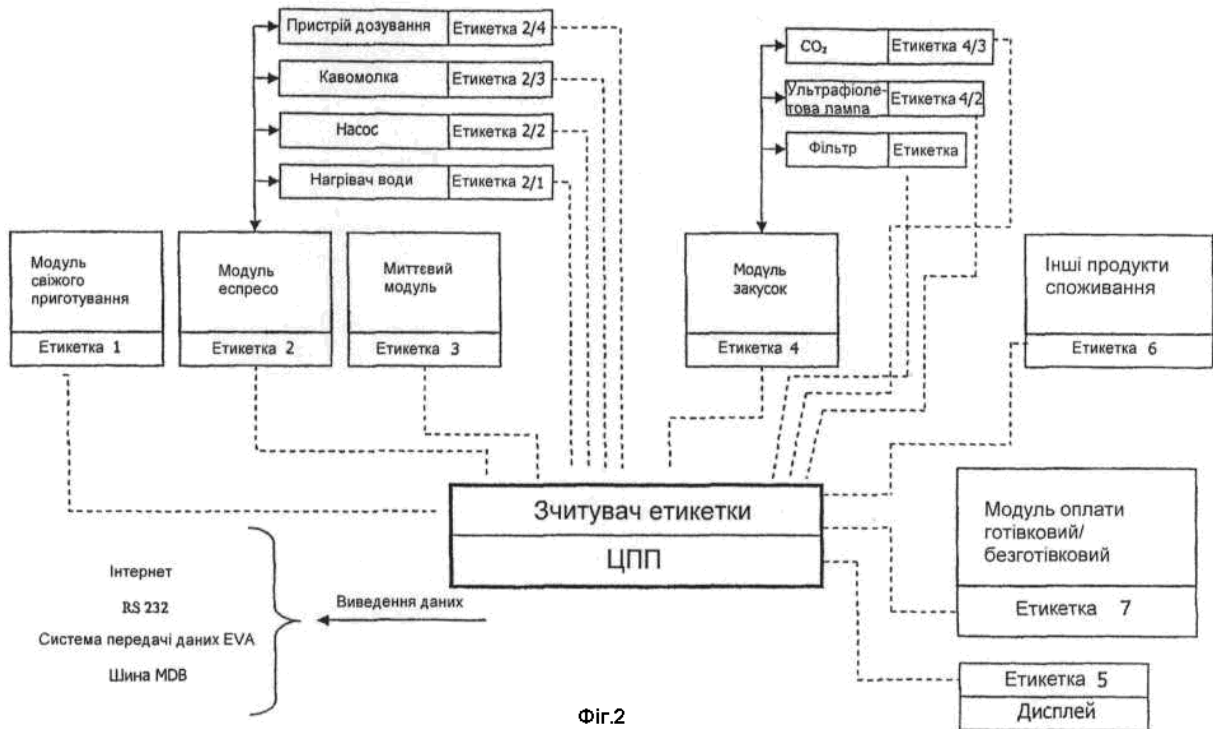 Пристрій дозування Етикетка 2/4
Кавомолка Етикетка 2/3
Насос Етикетка 2/2
Нагрівач води Етикетка 2/1
CO₂ Етикетка 4/3
Ультрафіоле-
това лампа Етикетка 4/2
Фільтр Етикетка
Модуль
свіжого
приготування
Етикетка 1
Модуль
еспресо
Етикетка 2
Миттєвий
модуль
Етикетка 3
Модуль
закусок
Етикетка 4
Інші продукти
споживання
Етикетка 6
Зчитувач етикетки
ЦПП
Модуль оплати
готівковий/
безготівковий
Етикетка 7
Етикетка 5
Дисплей
Виведення даних
Інтернет
RS 232
Система передачі даних EVA
Шина MDB
Фіг.2